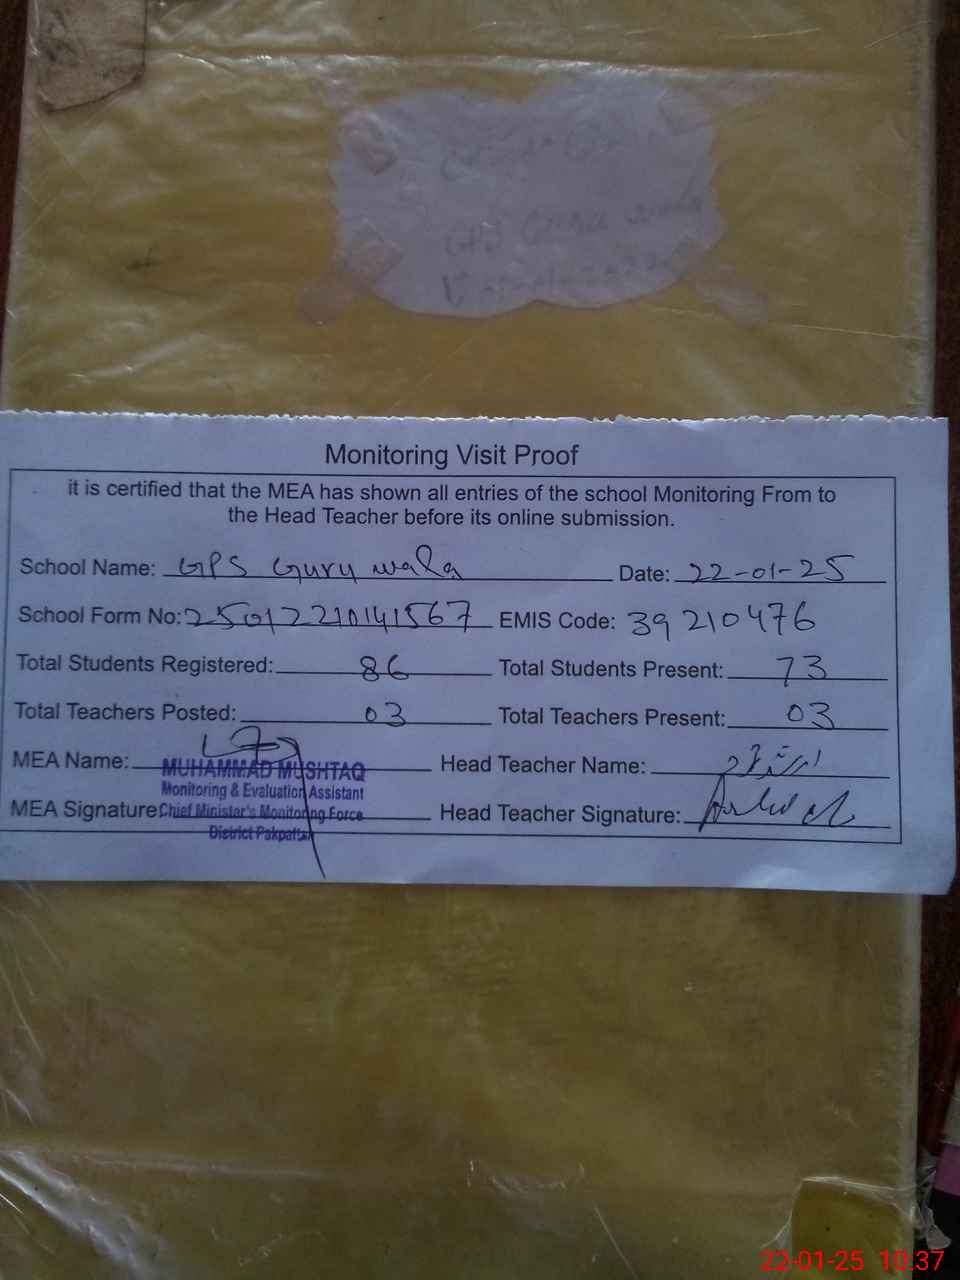 GPS Guru wala
Monitoring Visit Proof
it is certified that the MEA has shown all entries of the school Monitoring From to
the Head Teacher before its online submission.
School Name: GPS Guru wala Date: 22-01-25
School Form No: 25012210141567 EMIS Code: 39210476
Total Students Registered: 86 Total Students Present: 73
Total Teachers Posted: 03 Total Teachers Present: 03
MEA Name: MUHAMMAD MUSHTAQ Head Teacher Name:
Monitoring & Evaluation Assistant
MEA Signature Chief Minister's Monitoring Force Head Teacher Signature:
District Pakpattan
22-01-25 10:37